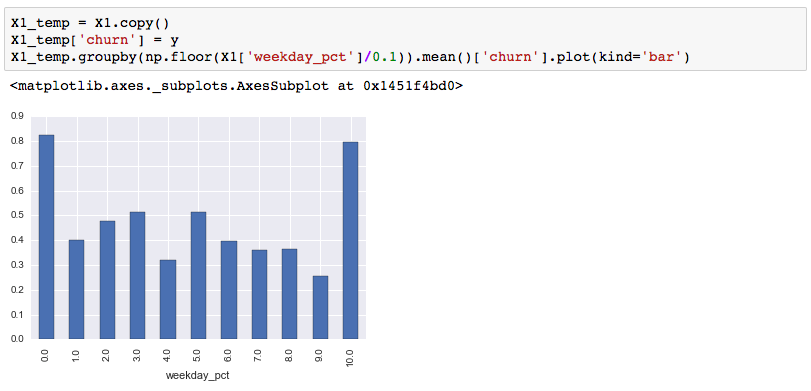 X1_temp = X1.copy()
X1_temp['churn'] = y
X1_temp.groupby(np.floor(X1['weekday_pct']/0.1)).mean()['churn'].plot(kind='bar')
<matplotlib.axes._subplots.AxesSubplot at 0x1451f4bd0>
0.9
0.8
0.7
0.6
0.5
0.4
0.3
0.2
0.1
0.0
0.0 1.0 2.0 3.0 4.0 5.0 6.0 7.0 8.0 9.0 10.0
weekday_pct